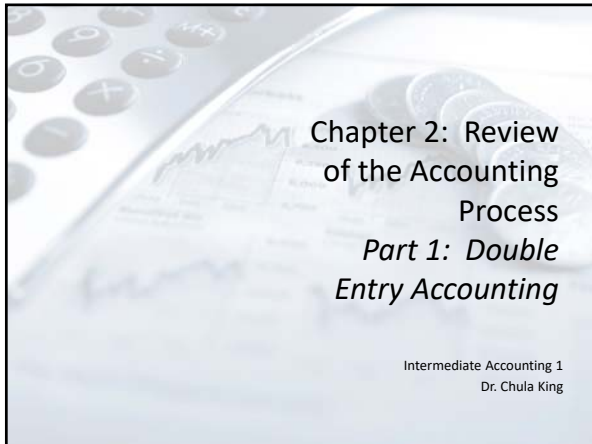 Chapter 2: Review
of the Accounting
Process
Part 1: Double
Entry Accounting
Intermediate Accounting 1
Dr. Chula King